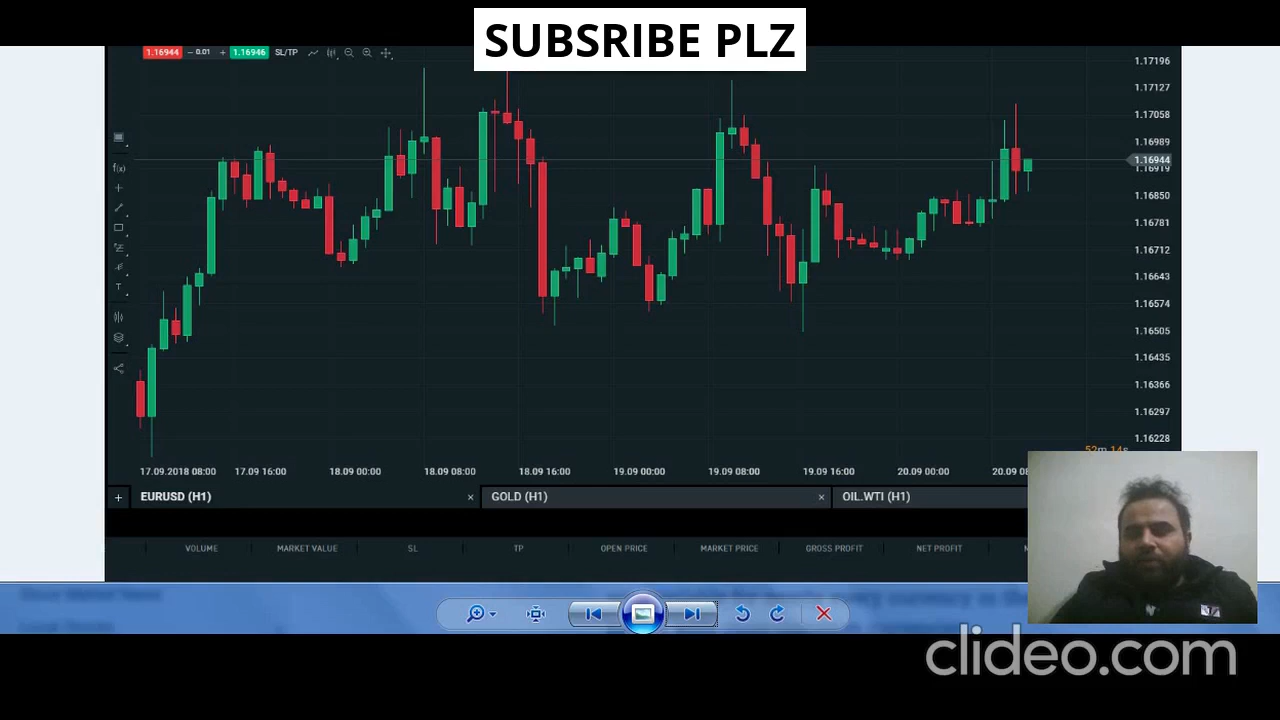 SUBSRIBE PLZ
1.16944 − 0.01 + 1.16946 SL/TP
1.17196
1.17127
1.17058
1.16989
1.16944
1.16919
1.16850
1.16781
1.16712
1.16643
1.16574
1.16505
1.16435
1.16366
1.16297
1.16228
f(x)
T
52m 14s
17.09.2018 08:00 17.09 16:00 18.09 00:00 18.09 08:00 18.09 16:00 19.09 00:00 19.09 08:00 19.09 16:00 20.09 00:00 20.09
+ EURUSD (H1) × GOLD (H1) × OIL.WTI (H1)
VOLUME MARKET VALUE SL TP OPEN PRICE MARKET PRICE GROSS PROFIT NET PROFIT
clideo.com